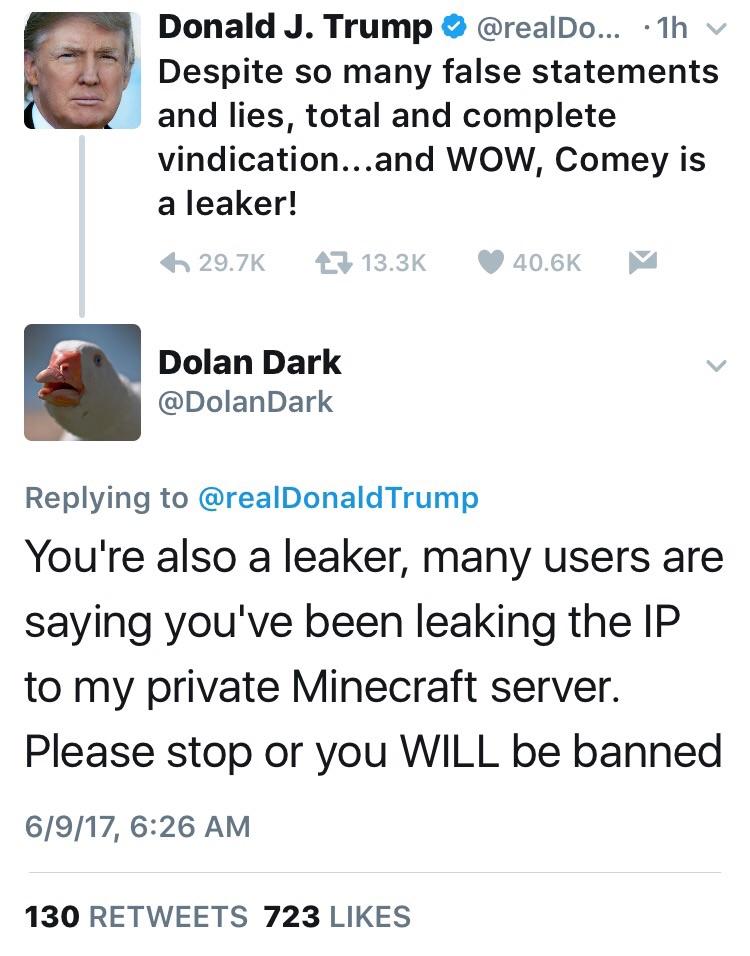 Donald J. Trump @realDo... · 1h
Despite so many false statements
and lies, total and complete
vindication...and WOW, Comey is
a leaker!
29.7K 13.3K 40.6K
Dolan Dark
@DolanDark
Replying to @realDonaldTrump
You're also a leaker, many users are
saying you've been leaking the IP
to my private Minecraft server.
Please stop or you WILL be banned
6/9/17, 6:26 AM
130 RETWEETS 723 LIKES